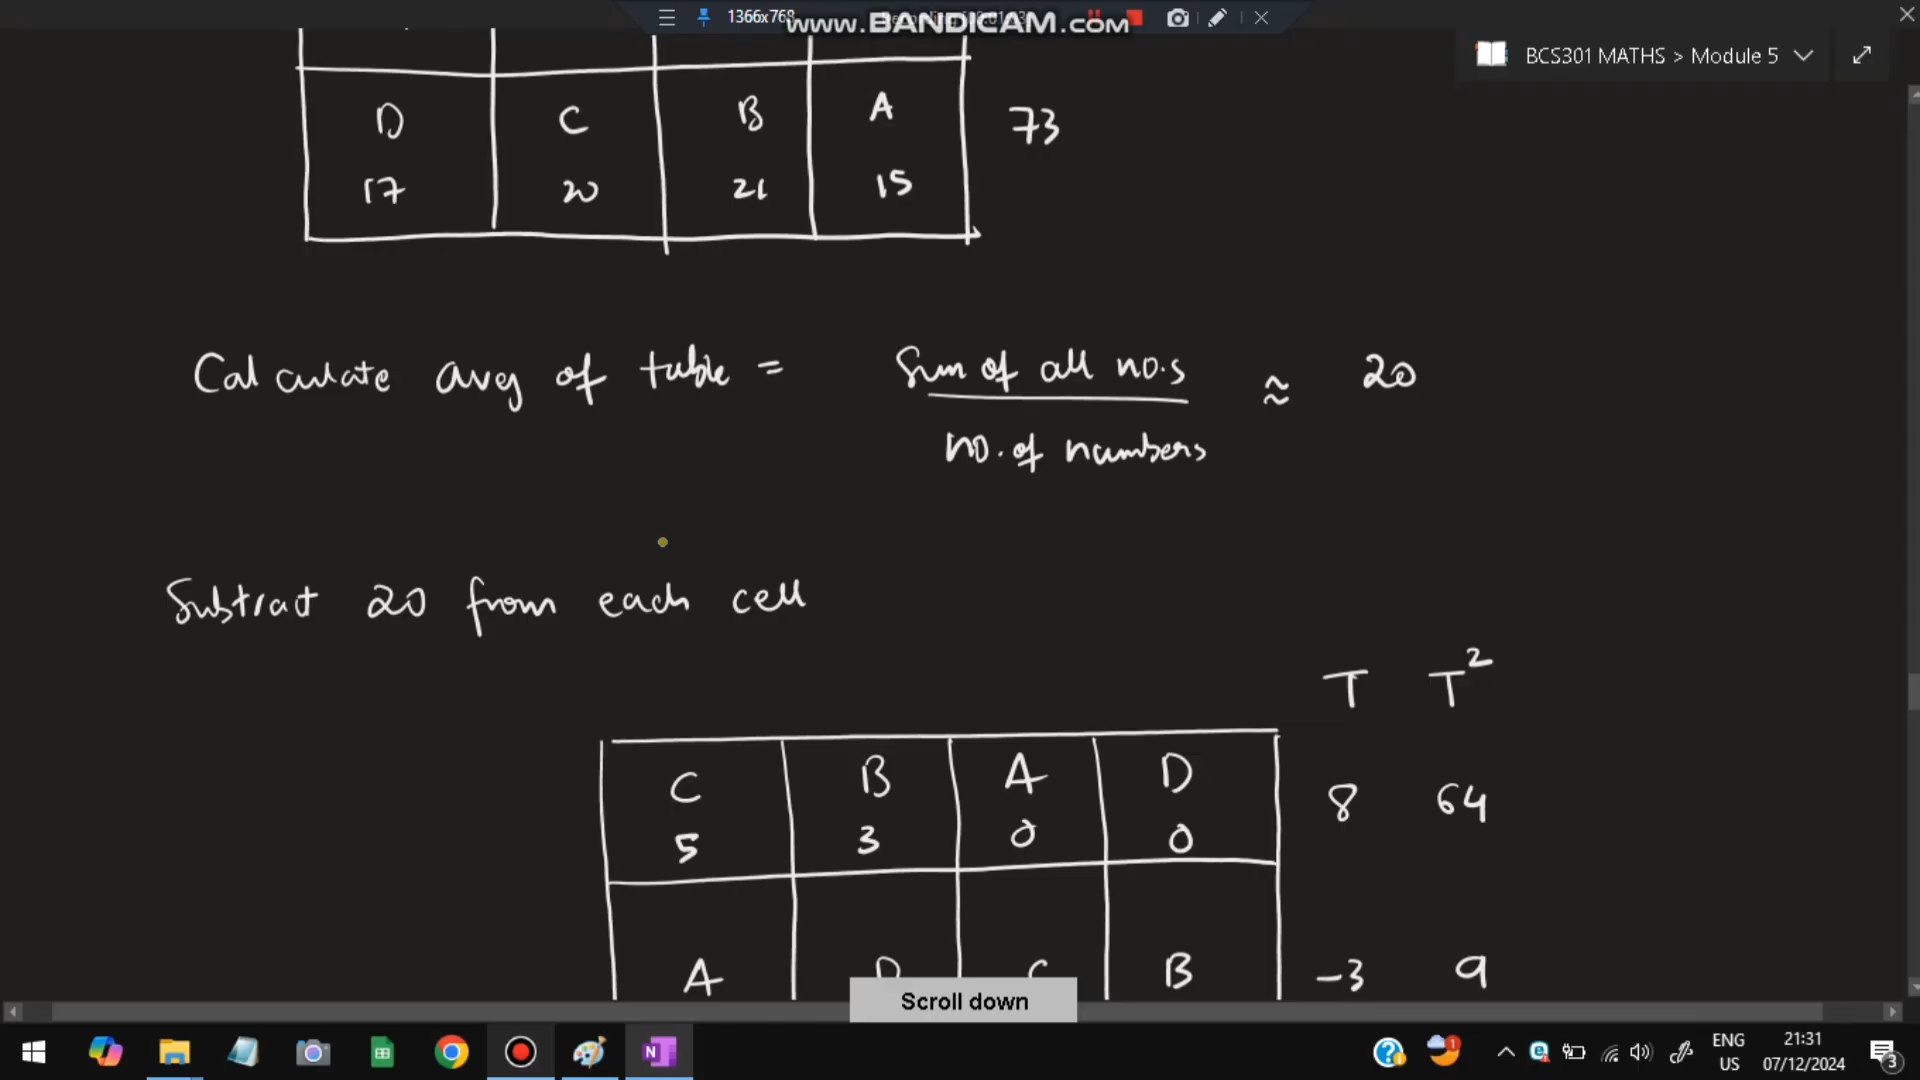 1366x768
www.BANDICAM.com
BCS301 MATHS > Module 5
D C B A 73
17 20 21 15
Calculate avg of table = Sum of all no.s ≈ 20
no. of numbers
Subtract 20 from each cell
T T²
C B A D
5 3 0 0 8 64
A D C B -3 9
Scroll down
ENG 21:31
US 07/12/2024
3